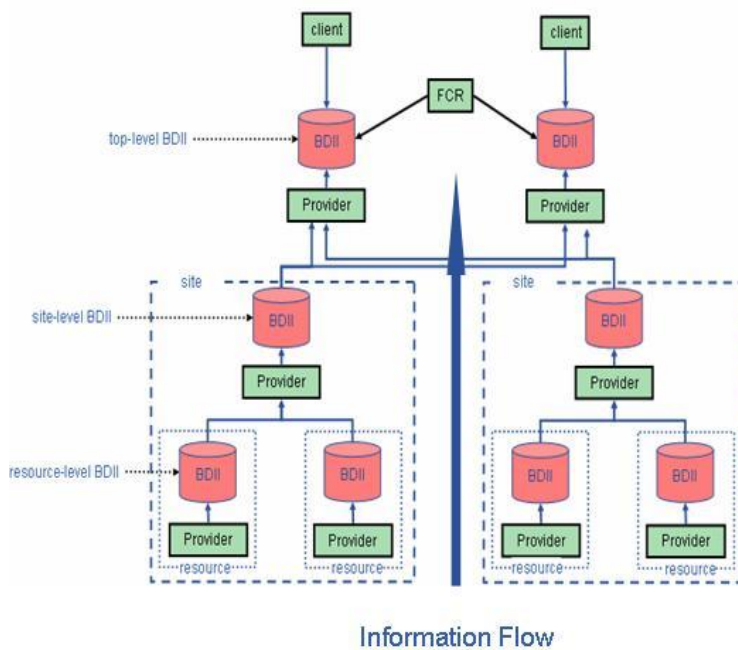 client
client
FCR
top-level BDII
BDII
BDII
Provider
Provider
site
site
site-level BDII
BDII
BDII
Provider
Provider
resource-level BDII
BDII
BDII
BDII
BDII
Provider
Provider
Provider
Provider
resource
resource
resource
resource
Information Flow